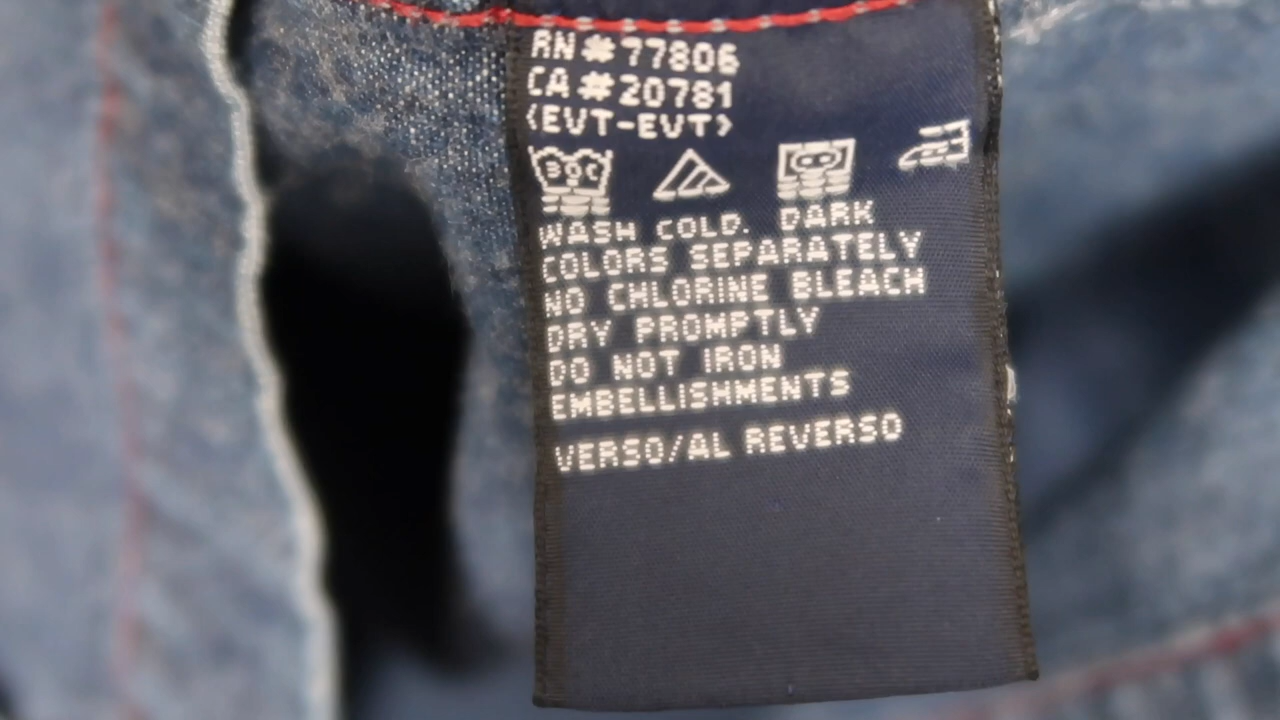 RN#77806
CA#20781
(EVT-EVT)
30C
WASH COLD. DARK
COLORS SEPARATELY
NO CHLORINE BLEACH
DRY PROMPTLY
DO NOT IRON
EMBELLISHMENTS
VERSO/AL REVERSO